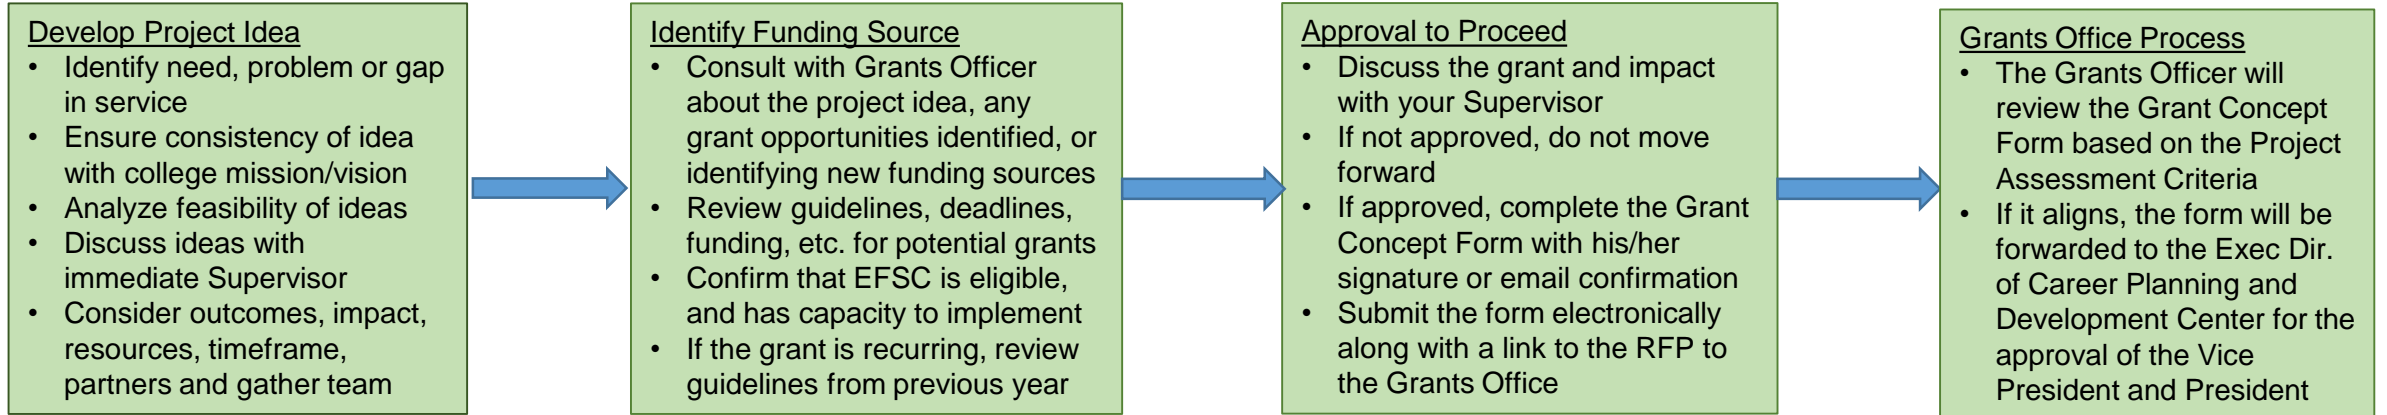 Develop Project Idea
• Identify need, problem or gap
in service
• Ensure consistency of idea
with college mission/vision
• Analyze feasibility of ideas
• Discuss ideas with
immediate Supervisor
• Consider outcomes, impact,
resources, timeframe,
partners and gather team
Identify Funding Source
• Consult with Grants Officer
about the project idea, any
grant opportunities identified, or
identifying new funding sources
• Review guidelines, deadlines,
funding, etc. for potential grants
• Confirm that EFSC is eligible,
and has capacity to implement
• If the grant is recurring, review
guidelines from previous year
Approval to Proceed
• Discuss the grant and impact
with your Supervisor
• If not approved, do not move
forward
• If approved, complete the Grant
Concept Form with his/her
signature or email confirmation
• Submit the form electronically
along with a link to the RFP to
the Grants Office
Grants Office Process
• The Grants Officer will
review the Grant Concept
Form based on the Project
Assessment Criteria
• If it aligns, the form will be
forwarded to the Exec Dir.
of Career Planning and
Development Center for the
approval of the Vice
President and President